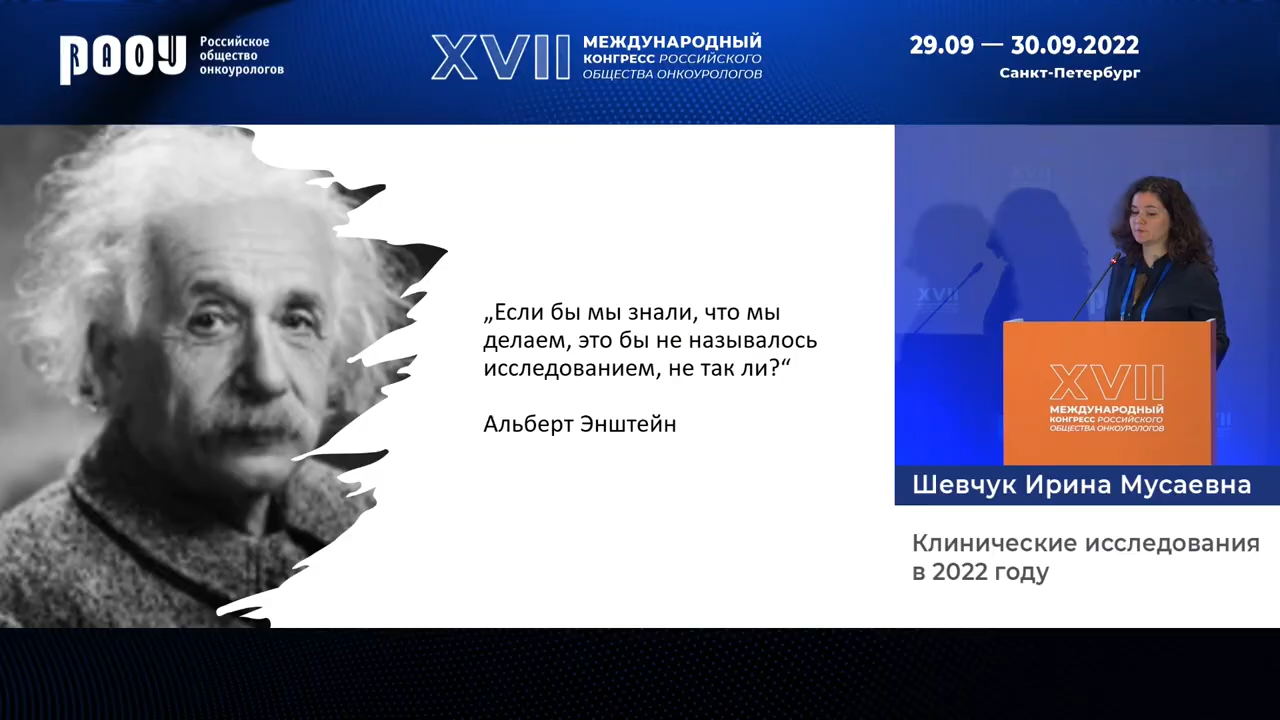 РООУ
RAOU
Российское
общество
онкоурологов
XVII
МЕЖДУНАРОДНЫЙ
КОНГРЕСС РОССИЙСКОГО
ОБЩЕСТВА ОНКОУРОЛОГОВ
29.09 — 30.09.2022
Санкт-Петербург
„Если бы мы знали, что мы
делаем, это бы не называлось
исследованием, не так ли?“
Альберт Энштейн
XVII
XVII
МЕЖДУНАРОДНЫЙ
КОНГРЕСС РОССИЙСКОГО
ОБЩЕСТВА ОНКОУРОЛОГОВ
Шевчук Ирина Мусаевна
Клинические исследования
в 2022 году